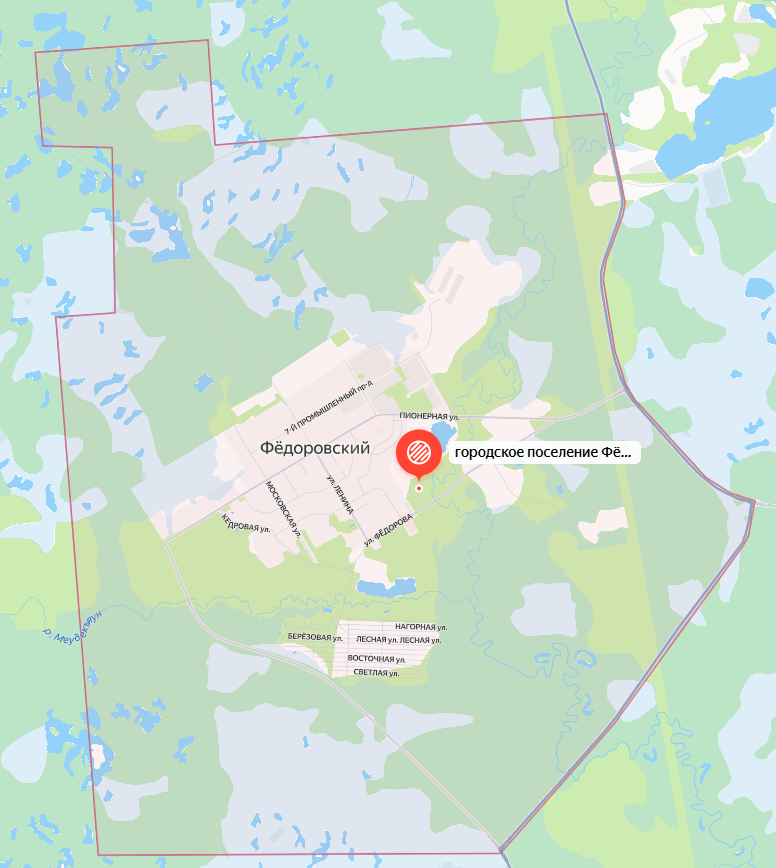 7-Й ПРОМЫШЛЕННЫЙ пр-д
ПИОНЕРНАЯ ул.
Фёдоровский
городское поселение Фё...
МОСКОВСКАЯ ул.
ул. ЛЕНИНА
КЕДРОВАЯ ул.
ул. ФЁДОРОВА
р. Меудекъяун
НАГОРНАЯ ул.
БЕРЁЗОВАЯ ул.
ЛЕСНАЯ ул. ЛЕСНАЯ ул.
ВОСТОЧНАЯ ул.
СВЕТЛАЯ ул.